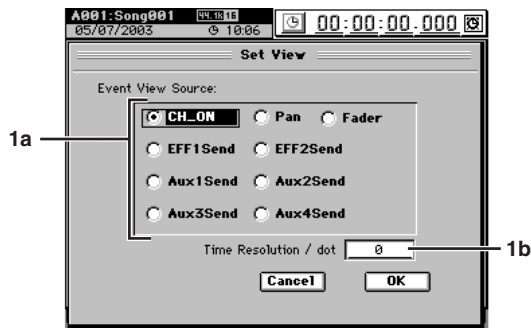 A001:Song001 44.1k 16
05/07/2003 10:06 00:00:00.000
Set View
Event View Source:
1a
CH_ON Pan Fader
EFF1Send EFF2Send
Aux1Send Aux2Send
Aux3Send Aux4Send
Time Resolution / dot 0 1b
Cancel OK